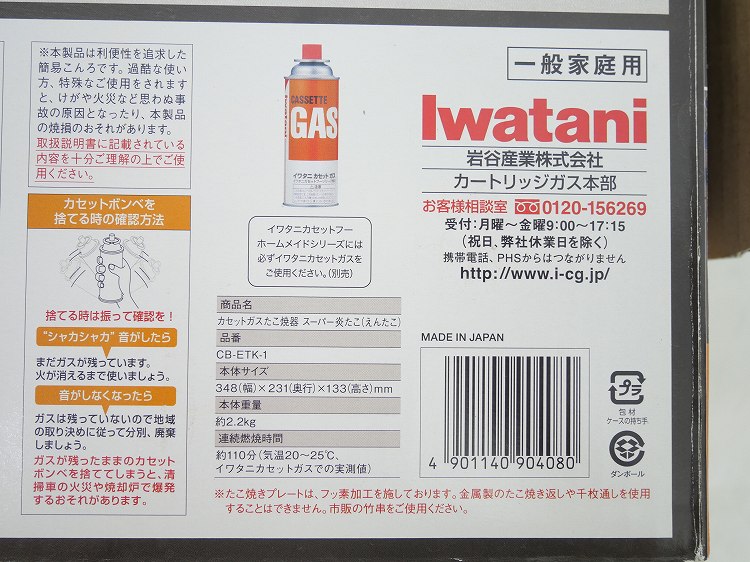 ※本製品は利便性を追求した
簡易こんろです。過酷な使い
方、特殊なご使用をされます
と、けがや火災など思わぬ事
故の原因となったり、本製品
の焼損のおそれがあります。
取扱説明書に記載されている
内容を十分ご理解の上でご使
用ください。
カセットボンベを
捨てる時の確認方法
捨てる時は振って確認を!
“シャカシャカ”音がしたら
まだガスが残っています。
火が消えるまで使いましょう。
音がしなくなったら
ガスは残っていないので地域
の取り決めに従って分別、廃棄
しましょう。
ガスが残ったままのカセット
ボンベを捨ててしまうと、清
掃車の火災や焼却炉で爆発
するおそれがあります。
CASSETTE
GAS
イワタニ カセットガス
イワタニカセットフー
ホームメイドシリーズには
必ずイワタニカセットガスを
ご使用ください。(別売)
商品名
カセットガスたこ焼器 スーパー炎たこ(えんたこ)
品番
CB-ETK-1
本体サイズ
348(幅)×231(奥行)×133(高さ)mm
本体重量
約2.2kg
連続燃焼時間
約110分(気温20〜25℃、
イワタニカセットガスでの実測値)
一般家庭用
Iwatani
岩谷産業株式会社
カートリッジガス本部
お客様相談室 0120-156269
受付:月曜〜金曜9:00〜17:15
(祝日、弊社休業日を除く)
携帯電話、PHSからはつながりません
http://www.i-cg.jp/
MADE IN JAPAN
4 901140 904080
プラ
包材
ケースの持ち手
ダンボール
※たこ焼きプレートは、フッ素加工を施しております。金属製のたこ焼き返しや千枚通しを使用
することはできません。市販の竹串をご使用ください。